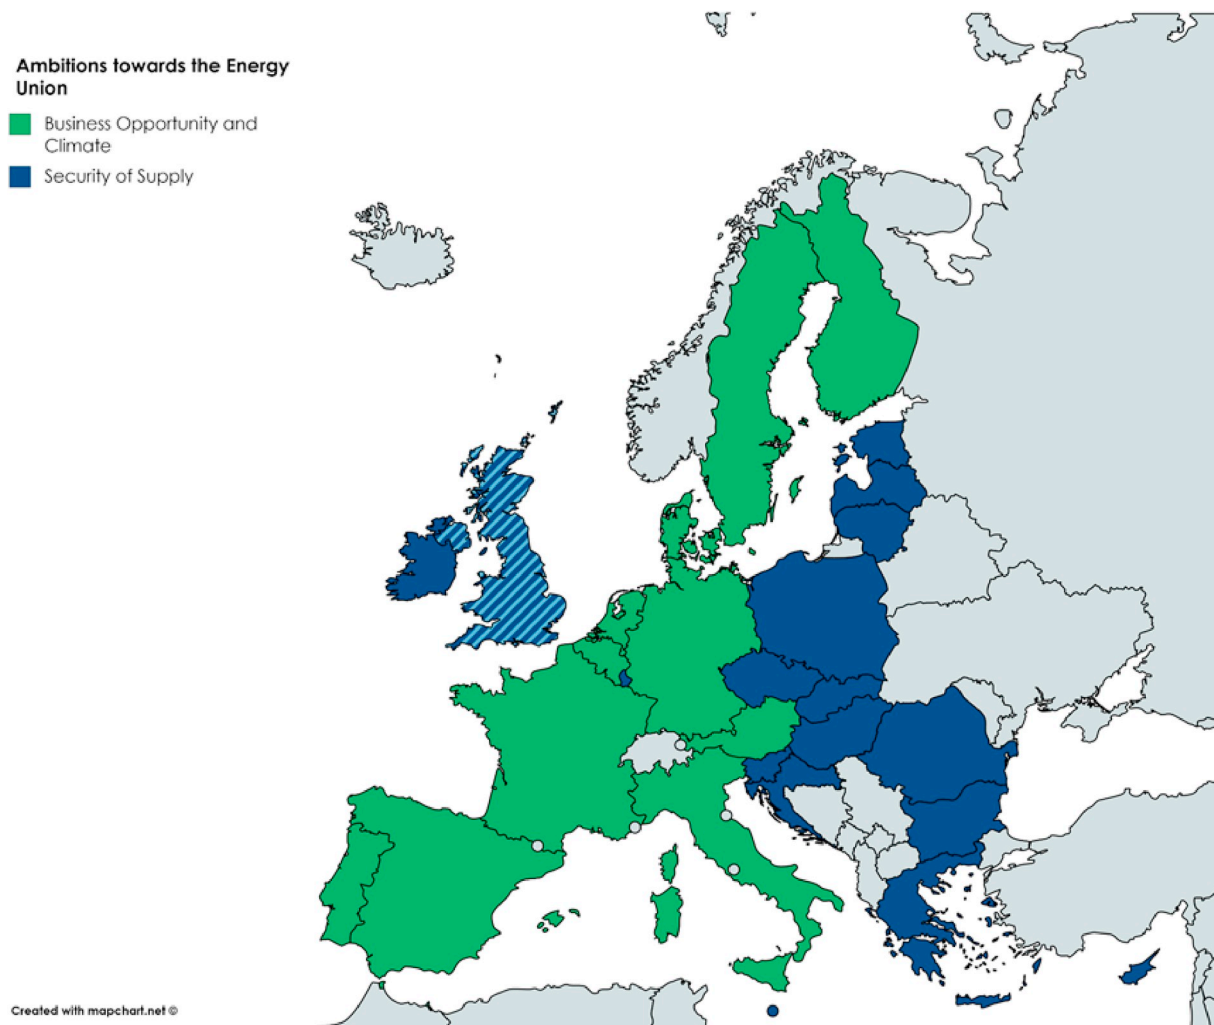 Ambitions towards the Energy
Union
Business Opportunity and
Climate
Security of Supply
Created with mapchart.net ©